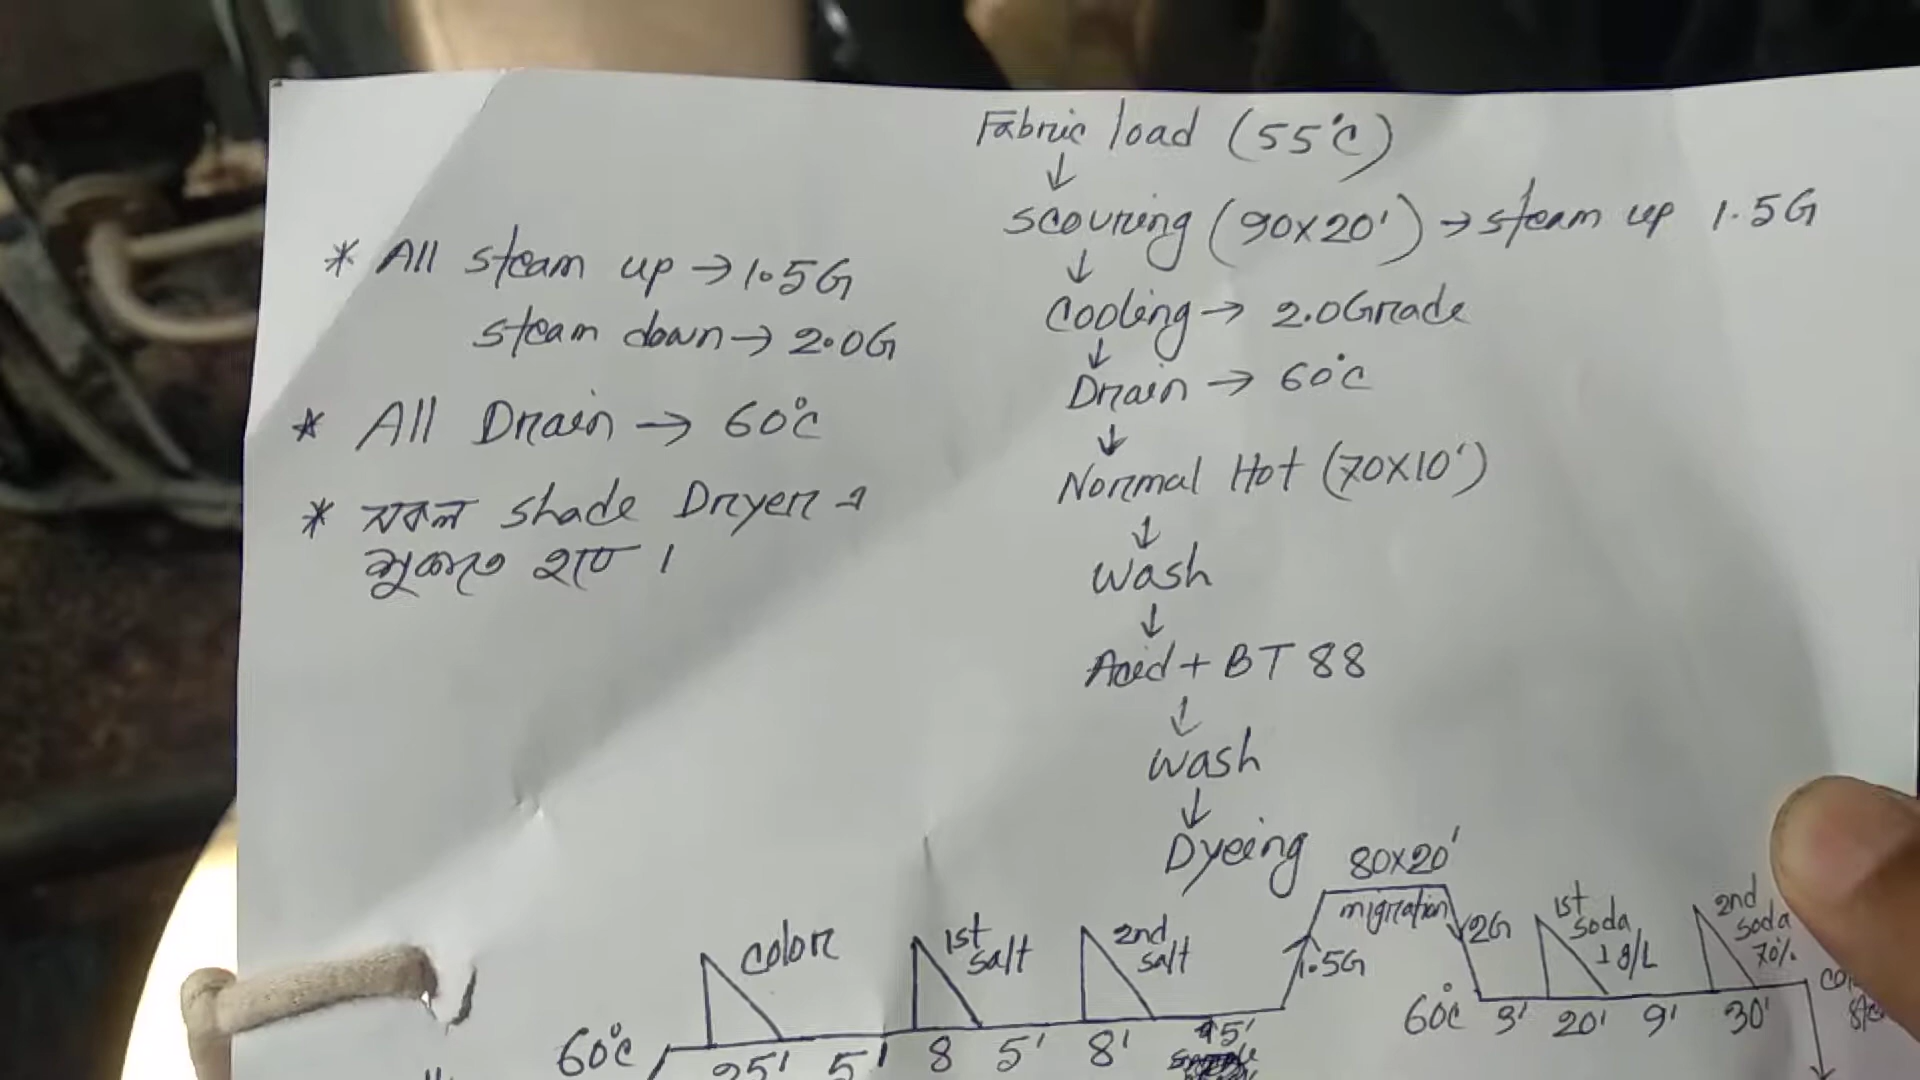 Fabric load (55°C)
↓
Scouring (90x20') → steam up 1.5G
↓
Cooling → 2.0Grade
↓
Drain → 60°C
↓
Normal Hot (70x10')
↓
Wash
↓
Acid + BT 88
↓
Wash
↓
Dyeing
* All steam up → 1.5G
steam down → 2.0G
* All Drain → 60°C
* সকল shade Dryer এ
শুকাতে হবে ।
80x20'
migration
color
1st
salt
2nd
salt
1.5G
2G
1st
soda
1 g/L
2nd
soda
70%
60°C 25' 5' 8 5' 8'
60°C 3' 20' 9' 30'